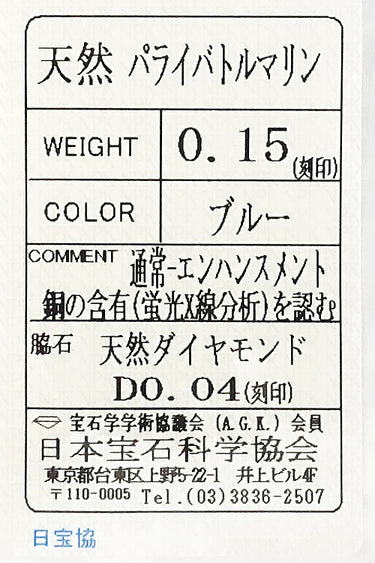 天然 パライバトルマリン
WEIGHT 0.15(刻印)
COLOR ブルー
COMMENT 通常-エンハンスメント
銅の含有(蛍光X線分析)を認む
脇石 天然ダイヤモンド
D0.04(刻印)
宝石学学術協議会(A.G.K.)会員
日本宝石科学協会
東京都台東区上野5-22-1 井上ビル4F
〒110-0005 Tel.(03)3836-2507
日宝協